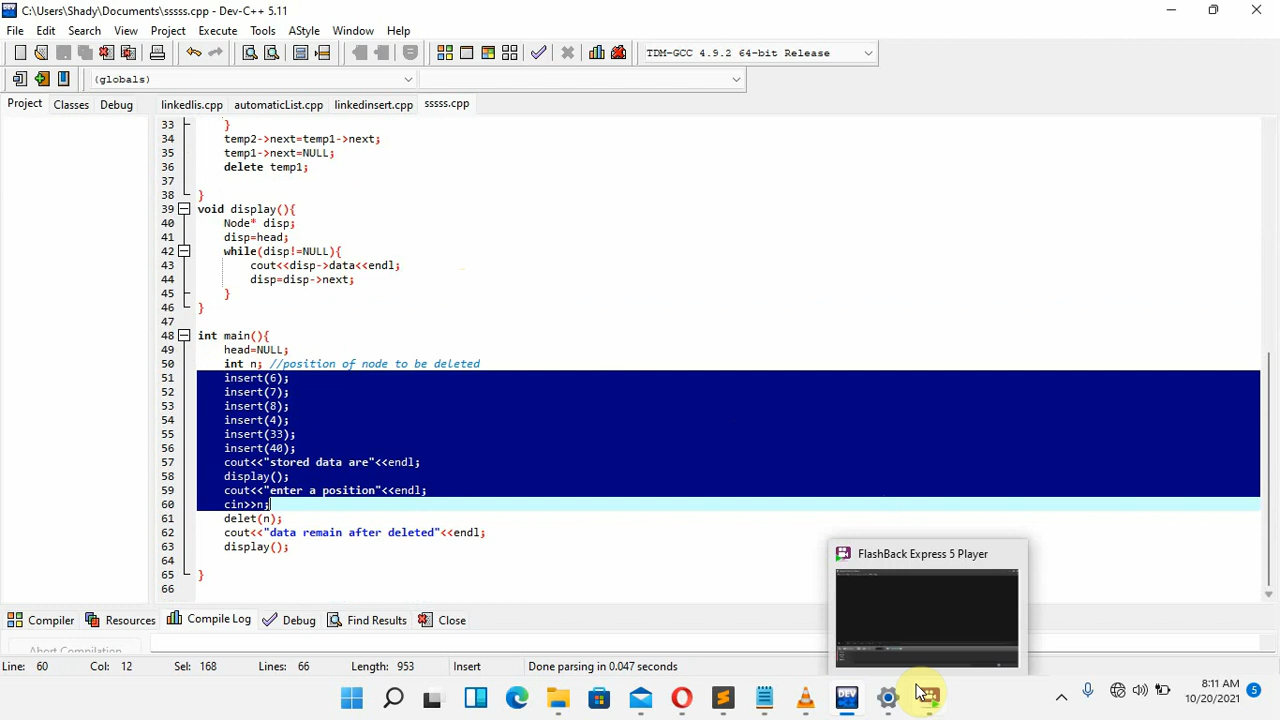 C:\Users\Shady\Documents\sssss.cpp - Dev-C++ 5.11
File Edit Search View Project Execute Tools AStyle Window Help
TDM-GCC 4.9.2 64-bit Release
(globals)
Project Classes Debug linkedlis.cpp automaticList.cpp linkedinsert.cpp sssss.cpp
33 }
34 temp2->next=temp1->next;
35 temp1->next=NULL;
36 delete temp1;
37
38 }
39 void display(){
40 Node* disp;
41 disp=head;
42 while(disp!=NULL){
43 cout<<disp->data<<endl;
44 disp=disp->next;
45 }
46 }
47
48 int main(){
49 head=NULL;
50 int n; //position of node to be deleted
51 insert(6);
52 insert(7);
53 insert(8);
54 insert(4);
55 insert(33);
56 insert(40);
57 cout<<"stored data are"<<endl;
58 display();
59 cout<<"enter a position"<<endl;
60 cin>>n;
61 delet(n);
62 cout<<"data remain after deleted"<<endl;
63 display();
64
65 }
66
FlashBack Express 5 Player
Compiler Resources Compile Log Debug Find Results Close
Abort Compilation
Line: 60 Col: 12 Sel: 168 Lines: 66 Length: 953 Insert Done parsing in 0.047 seconds
DEV
8:11 AM
10/20/2021
5